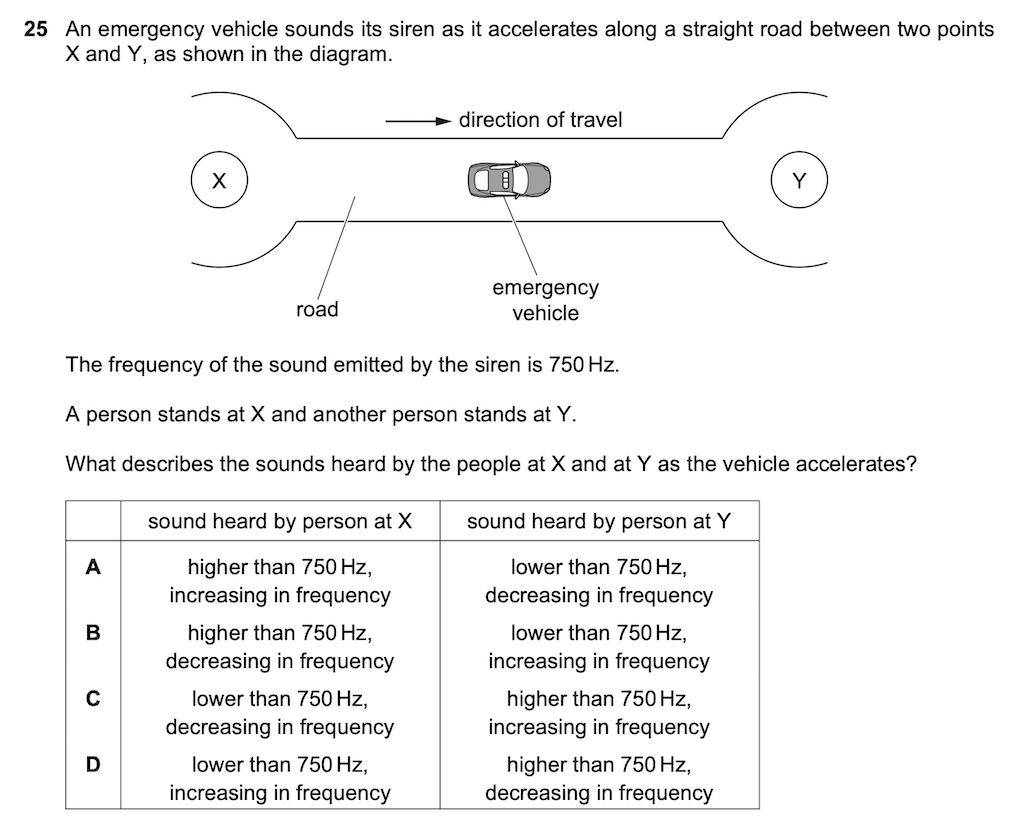 25 An emergency vehicle sounds its siren as it accelerates along a straight road between two points
X and Y, as shown in the diagram.
direction of travel
X
Y
road
emergency
vehicle
The frequency of the sound emitted by the siren is 750 Hz.
A person stands at X and another person stands at Y.
What describes the sounds heard by the people at X and at Y as the vehicle accelerates?
sound heard by person at X sound heard by person at Y
A higher than 750 Hz, lower than 750 Hz,
increasing in frequency decreasing in frequency
B higher than 750 Hz, lower than 750 Hz,
decreasing in frequency increasing in frequency
C lower than 750 Hz, higher than 750 Hz,
decreasing in frequency increasing in frequency
D lower than 750 Hz, higher than 750 Hz,
increasing in frequency decreasing in frequency